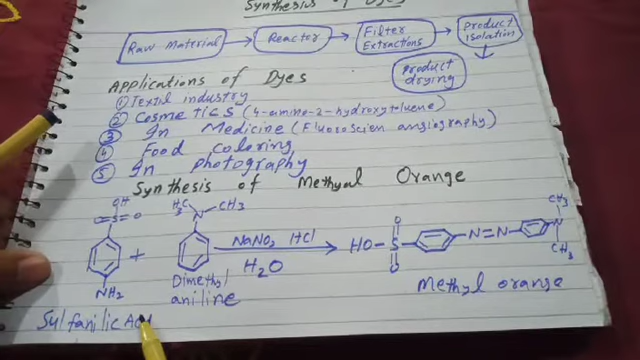 Synthesis of Dyes
Raw Material → Reactor → Filter Extractions → Product Isolation
Product drying
Applications of Dyes
① Textil industry
② Cosmetics (4-amino-2-hydroxytoluene)
③ In Medicine (Fluoroscien angiography)
④ Food coloring
⑤ In photography
Synthesis of Methyal Orange
OH
O=S=O
H3C N CH3
NaNO2 HCl
H2O
HO-S
O
O
N=N
CH3
N
CH3
+
NH2
Dimethyl
aniline
Methyl orange
Sulfanilic Acid